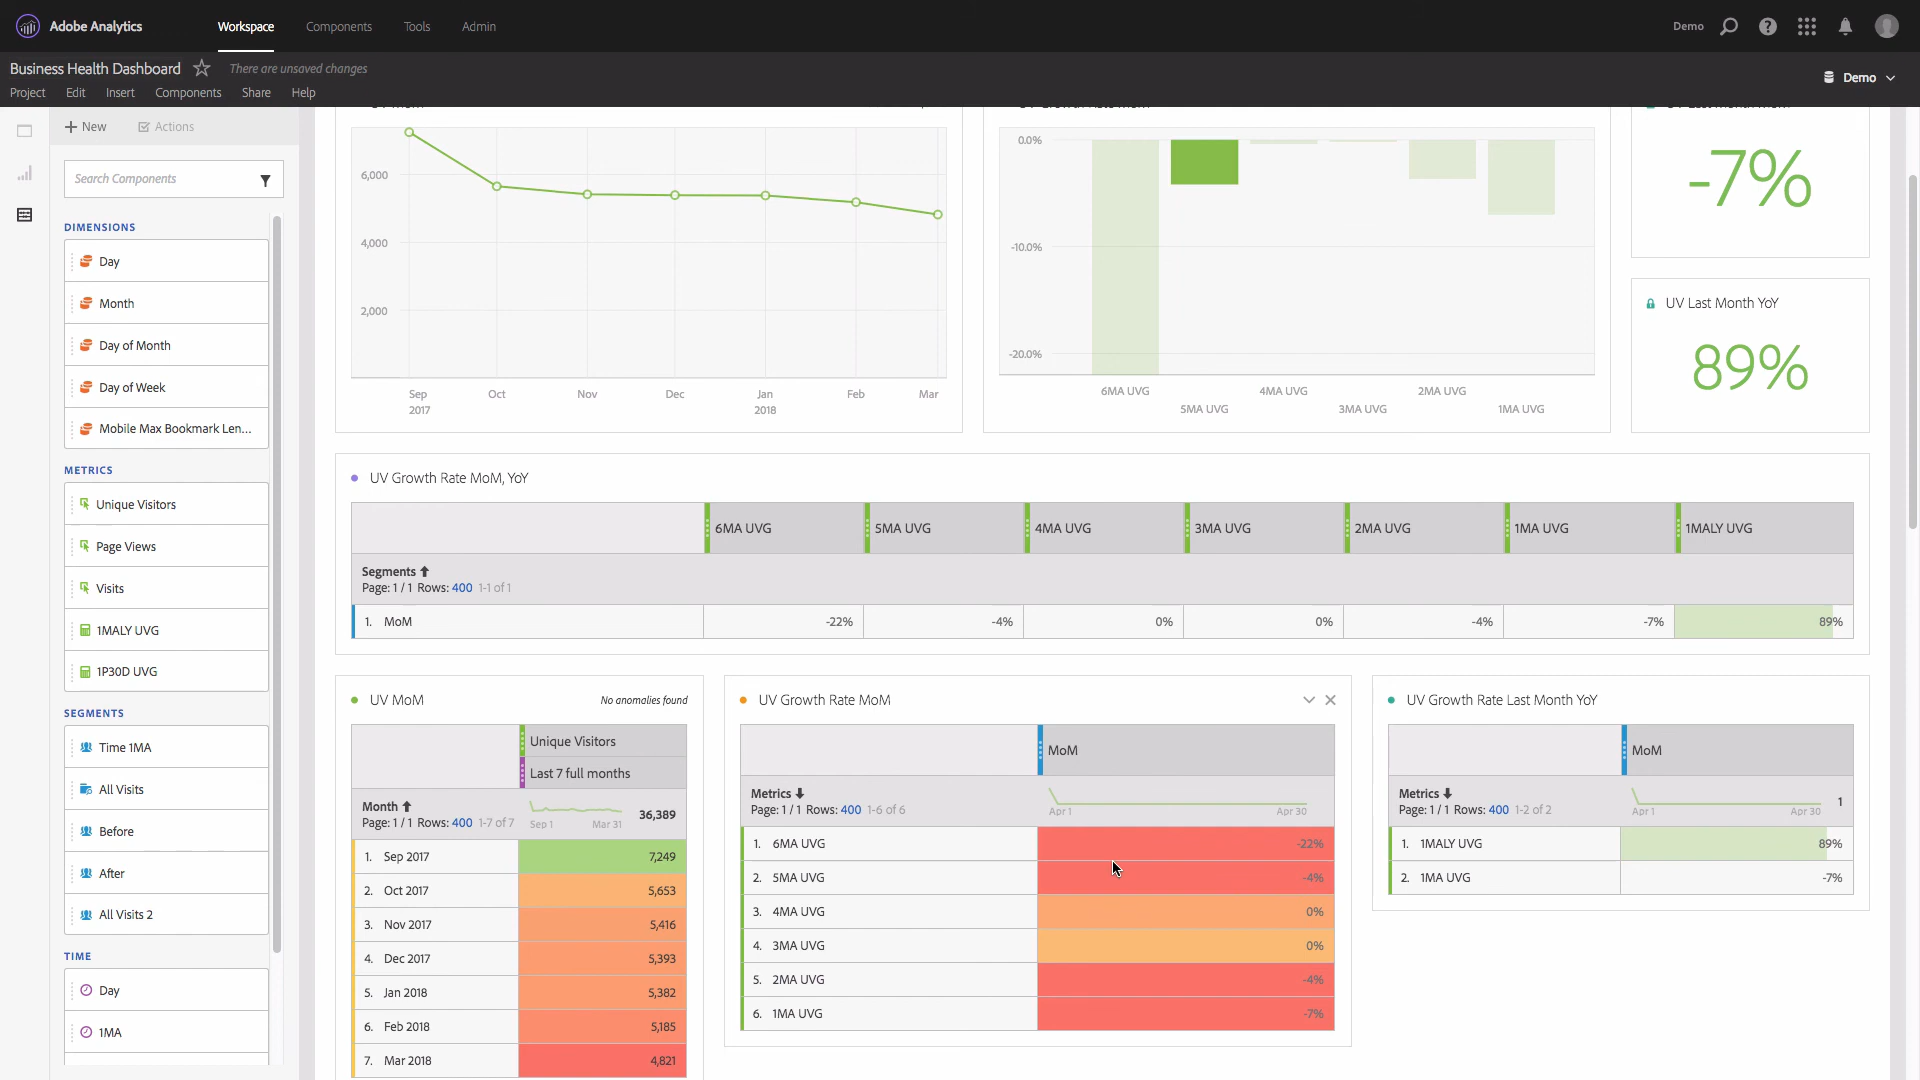 Adobe Analytics
Workspace
Components
Tools
Admin
Demo
Business Health Dashboard
There are unsaved changes
Demo
Project
Edit
Insert
Components
Share
Help
New
Actions
Search Components
DIMENSIONS
Day
Month
Day of Month
Day of Week
Mobile Max Bookmark Len...
METRICS
Unique Visitors
Page Views
Visits
1MALY UVG
1P30D UVG
SEGMENTS
Time 1MA
All Visits
Before
After
All Visits 2
TIME
Day
1MA
6,000
4,000
2,000
Sep
2017
Oct
Nov
Dec
Jan
2018
Feb
Mar
0.0%
-10.0%
-20.0%
6MA UVG
5MA UVG
4MA UVG
3MA UVG
2MA UVG
1MA UVG
-7%
UV Last Month YoY
89%
UV Growth Rate MoM, YoY
6MA UVG
5MA UVG
4MA UVG
3MA UVG
2MA UVG
1MA UVG
1MALY UVG
Segments
Page: 1 / 1 Rows: 400 1-1 of 1
1. MoM -22% -4% 0% 0% -4% -7% 89%
UV MoM
No anomalies found
Unique Visitors
Last 7 full months
Month
Page: 1 / 1 Rows: 400 1-7 of 7
Sep 1
Mar 31
36,389
1. Sep 2017 7,249
2. Oct 2017 5,653
3. Nov 2017 5,416
4. Dec 2017 5,393
5. Jan 2018 5,382
6. Feb 2018 5,185
7. Mar 2018 4,821
UV Growth Rate MoM
MoM
Metrics
Page: 1 / 1 Rows: 400 1-6 of 6
Apr 1
Apr 30
1. 6MA UVG -22%
2. 5MA UVG -4%
3. 4MA UVG 0%
4. 3MA UVG 0%
5. 2MA UVG -4%
6. 1MA UVG -7%
UV Growth Rate Last Month YoY
MoM
Metrics
Page: 1 / 1 Rows: 400 1-2 of 2
Apr 1
Apr 30
1
1. 1MALY UVG 89%
2. 1MA UVG -7%